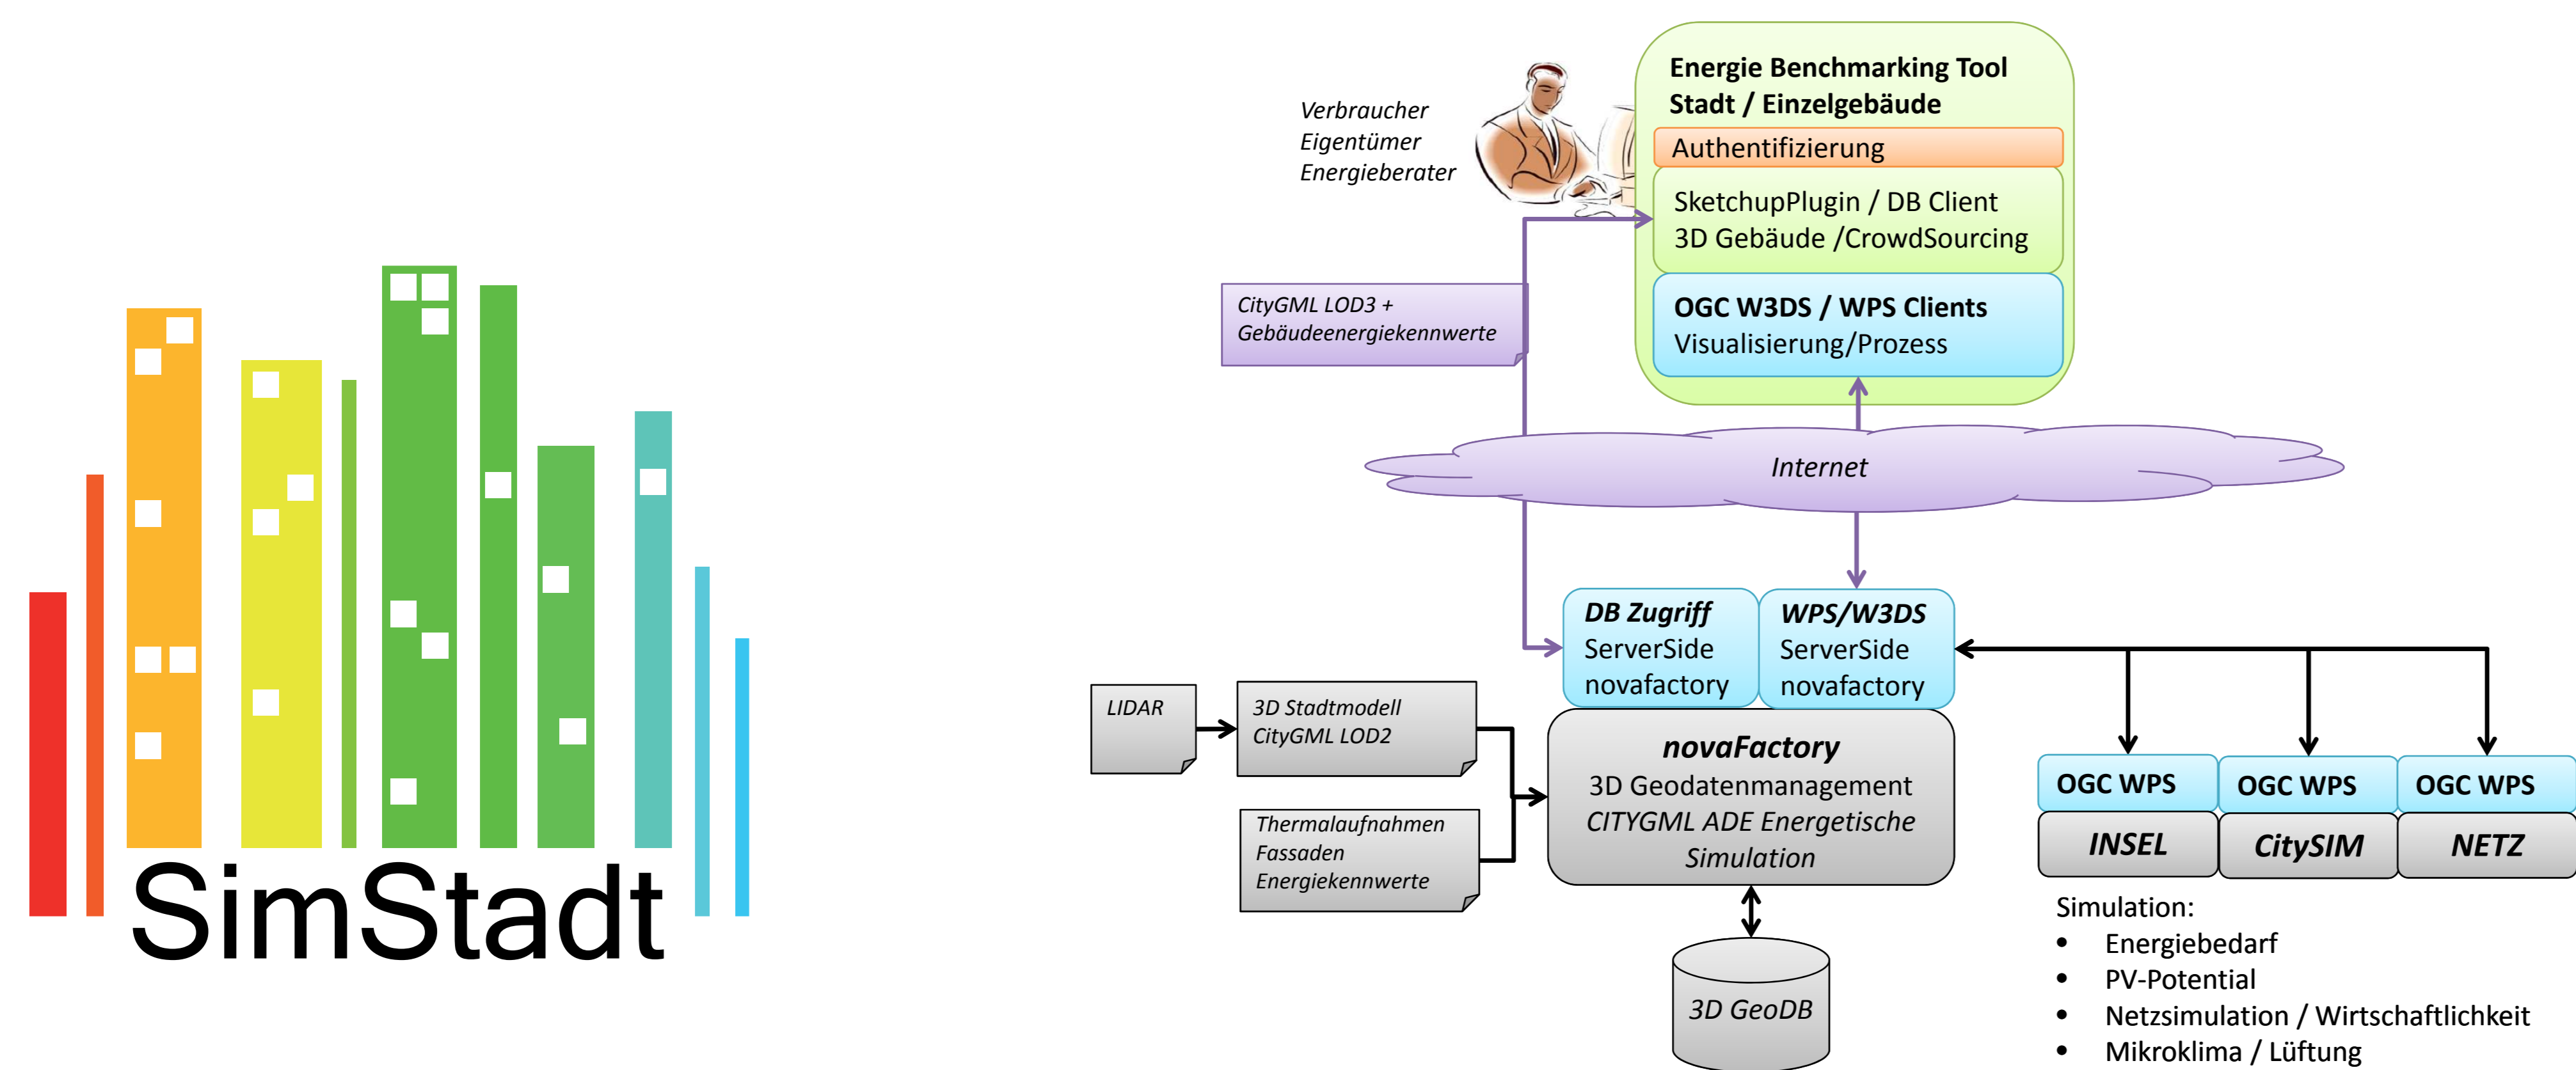 SimStadt
Verbraucher
Eigentümer
Energieberater
Energie Benchmarking Tool
Stadt / Einzelgebäude
Authentifizierung
SketchupPlugin / DB Client
3D Gebäude /CrowdSourcing
OGC W3DS / WPS Clients
Visualisierung/Prozess
CityGML LOD3 +
Gebäudeenergiekennwerte
Internet
DB Zugriff
ServerSide
novafactory
WPS/W3DS
ServerSide
novafactory
LIDAR
3D Stadtmodell
CityGML LOD2
Thermalaufnahmen
Fassaden
Energiekennwerte
novaFactory
3D Geodatenmanagement
CITYGML ADE Energetische
Simulation
3D GeoDB
OGC WPS
INSEL
OGC WPS
CitySIM
OGC WPS
NETZ
Simulation:
• Energiebedarf
• PV-Potential
• Netzsimulation / Wirtschaftlichkeit
• Mikroklima / Lüftung